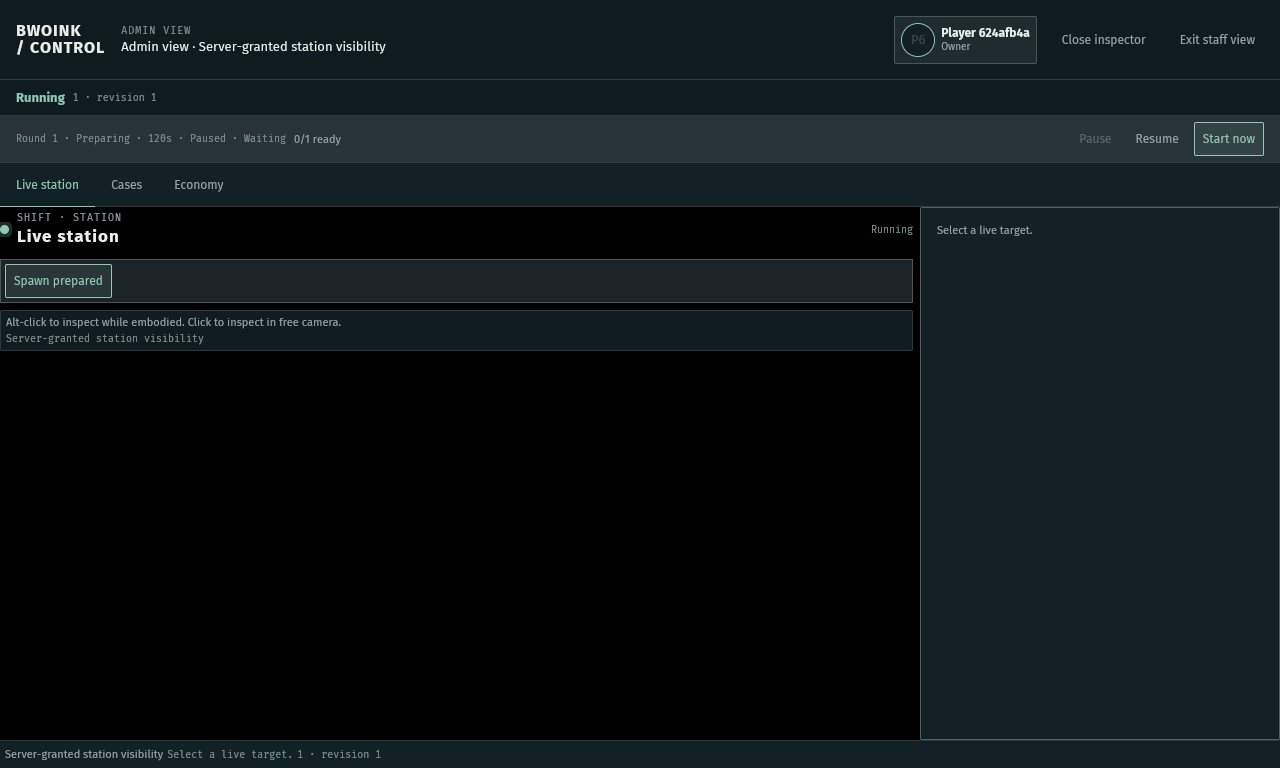 BWOINK
/ CONTROL
ADMIN VIEW
Admin view · Server-granted station visibility
P6
Player 624afb4a
Owner
Close inspector
Exit staff view
Running 1 · revision 1
Round 1 · Preparing · 120s · Paused · Waiting 0/1 ready
Pause
Resume
Start now
Live station
Cases
Economy
SHIFT · STATION
Live station
Running
Select a live target.
Spawn prepared
Alt-click to inspect while embodied. Click to inspect in free camera.
Server-granted station visibility
Server-granted station visibility Select a live target. 1 · revision 1